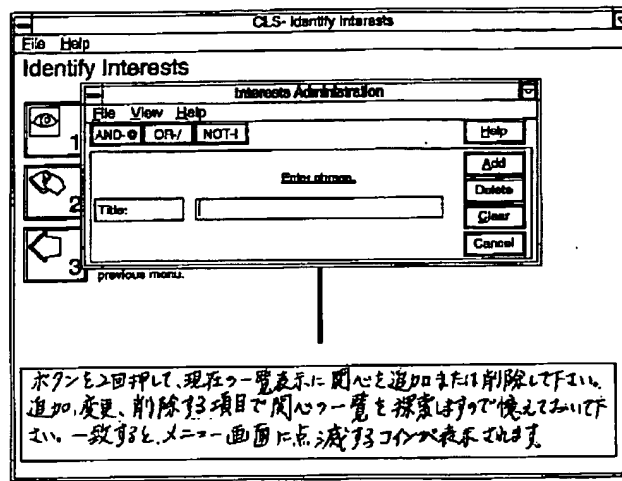 CLS- Identify Interests
File Help
Identify Interests
Interests Administration
File View Help
AND-@ OR-/ NOT-!
Help
Enter phrase.
Title:
Add
Delete
Clear
Cancel
1
2
3
previous menu.
ボタンを2回押して、現在の一覧表示に関心を追加または削除して下さい。
追加、変更、削除する項目で関心の一覧を探索しますので憶えておいて下
さい。一致すると、メニュー画面に点滅するコインが表示されます。